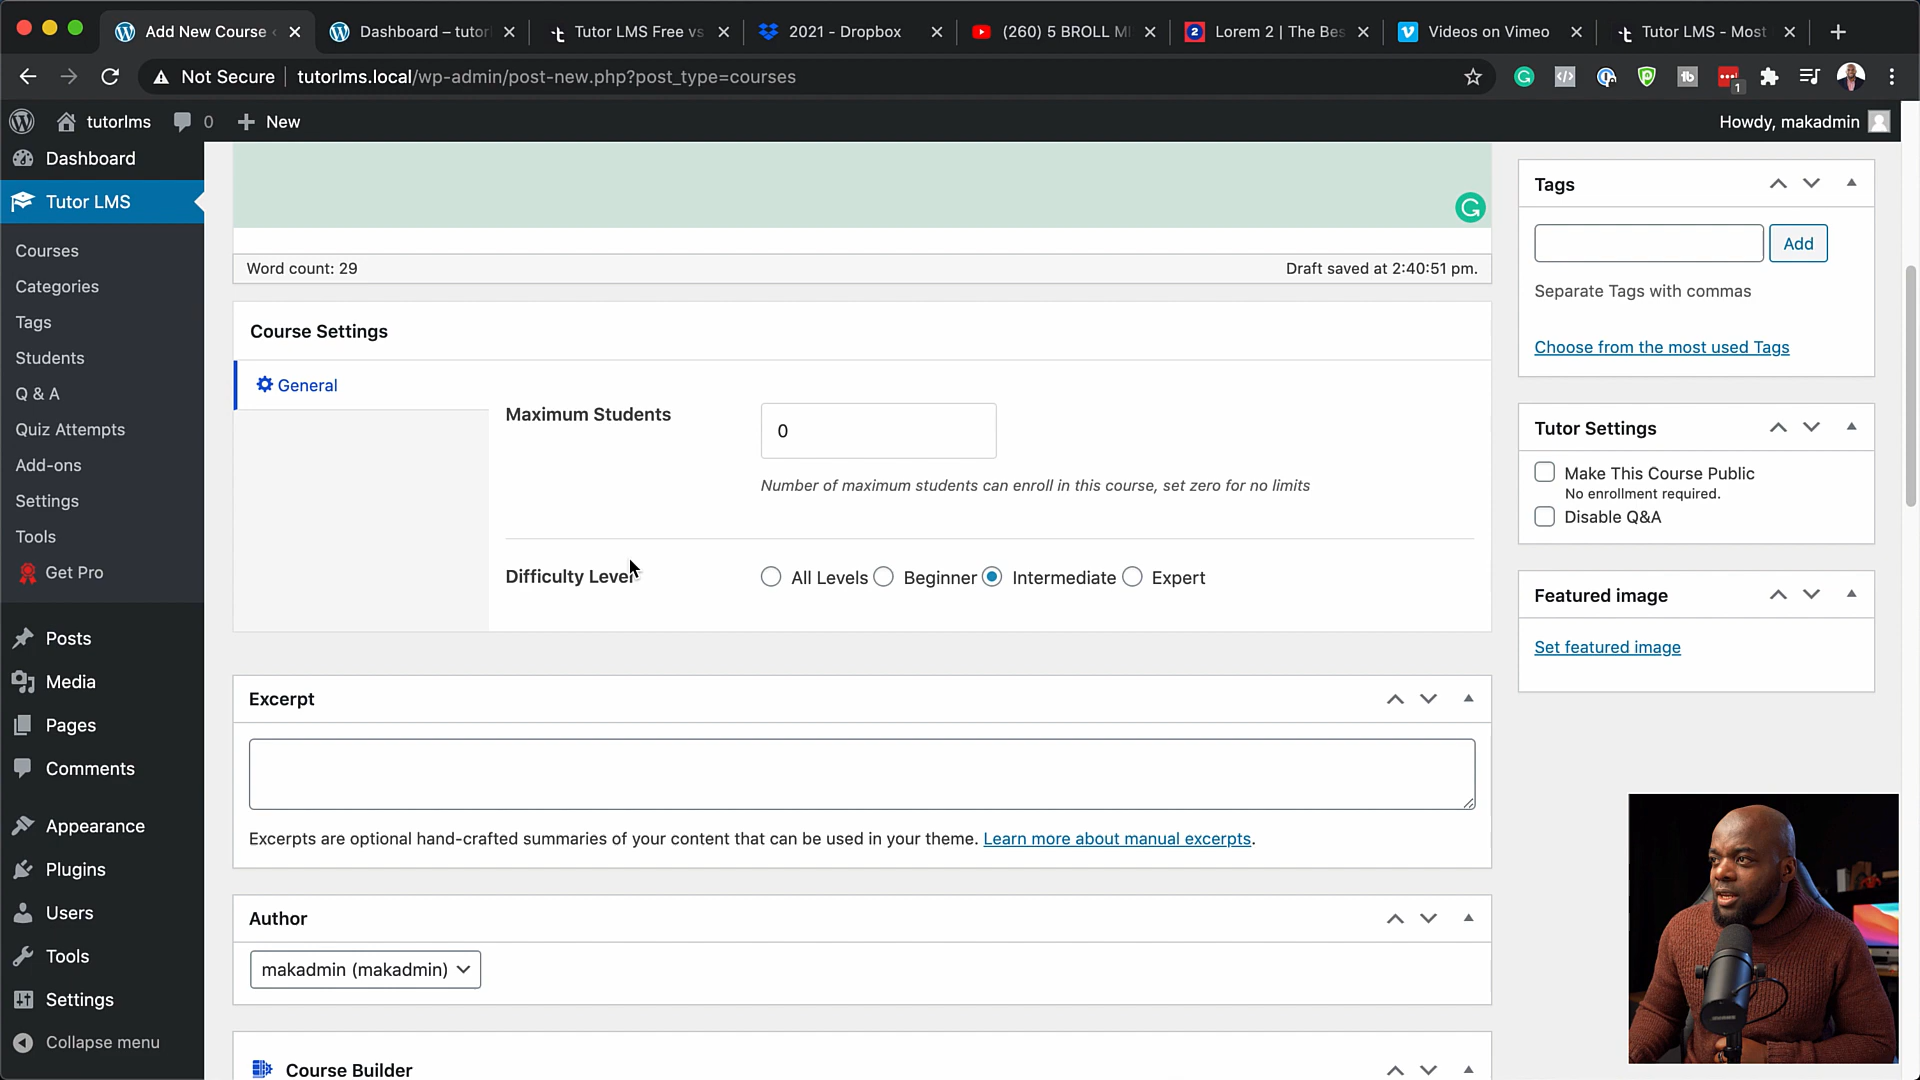 Add New Course
Dashboard – tutor
Tutor LMS Free vs
2021 - Dropbox
(260) 5 BROLL MI
Lorem 2 | The Bes
Videos on Vimeo
Tutor LMS - Most
Not Secure
tutorlms.local/wp-admin/post-new.php?post_type=courses
1
tutorlms
0
New
Howdy, makadmin
Dashboard
Tutor LMS
Courses
Categories
Tags
Students
Q & A
Quiz Attempts
Add-ons
Settings
Tools
Get Pro
Posts
Media
Pages
Comments
Appearance
Plugins
Users
Tools
Settings
Collapse menu
Word count: 29
Draft saved at 2:40:51 pm.
Course Settings
General
Maximum Students
0
Number of maximum students can enroll in this course, set zero for no limits
Difficulty Level
All Levels
Beginner
Intermediate
Expert
Excerpt
Excerpts are optional hand-crafted summaries of your content that can be used in your theme. Learn more about manual excerpts.
Author
makadmin (makadmin)
Course Builder
Tags
Add
Separate Tags with commas
Choose from the most used Tags
Tutor Settings
Make This Course Public
No enrollment required.
Disable Q&A
Featured image
Set featured image